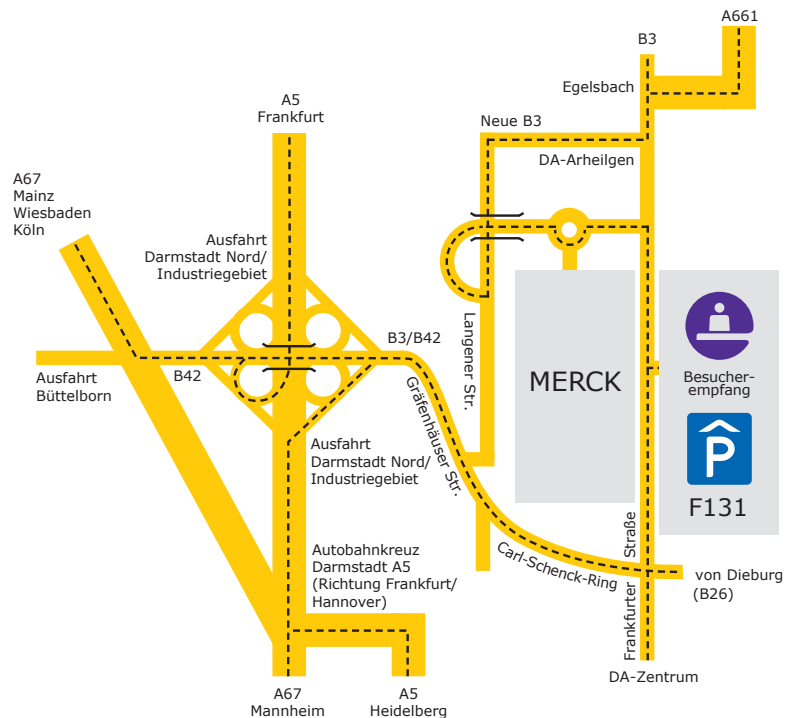 A661
B3
Egelsbach
A5
Frankfurt
Neue B3
DA-Arheilgen
A67
Mainz
Wiesbaden
Köln
Ausfahrt
Darmstadt Nord/
Industriegebiet
B3/B42
Langener Str.
MERCK
Besucher-
empfang
B42
Ausfahrt
Büttelborn
Gräfenhäuser Str.
Ausfahrt
Darmstadt Nord/
Industriegebiet
P
F131
Autobahnkreuz
Darmstadt A5
(Richtung Frankfurt/
Hannover)
Carl-Schenck-Ring
Frankfurter Straße
von Dieburg
(B26)
DA-Zentrum
A67
Mannheim
A5
Heidelberg